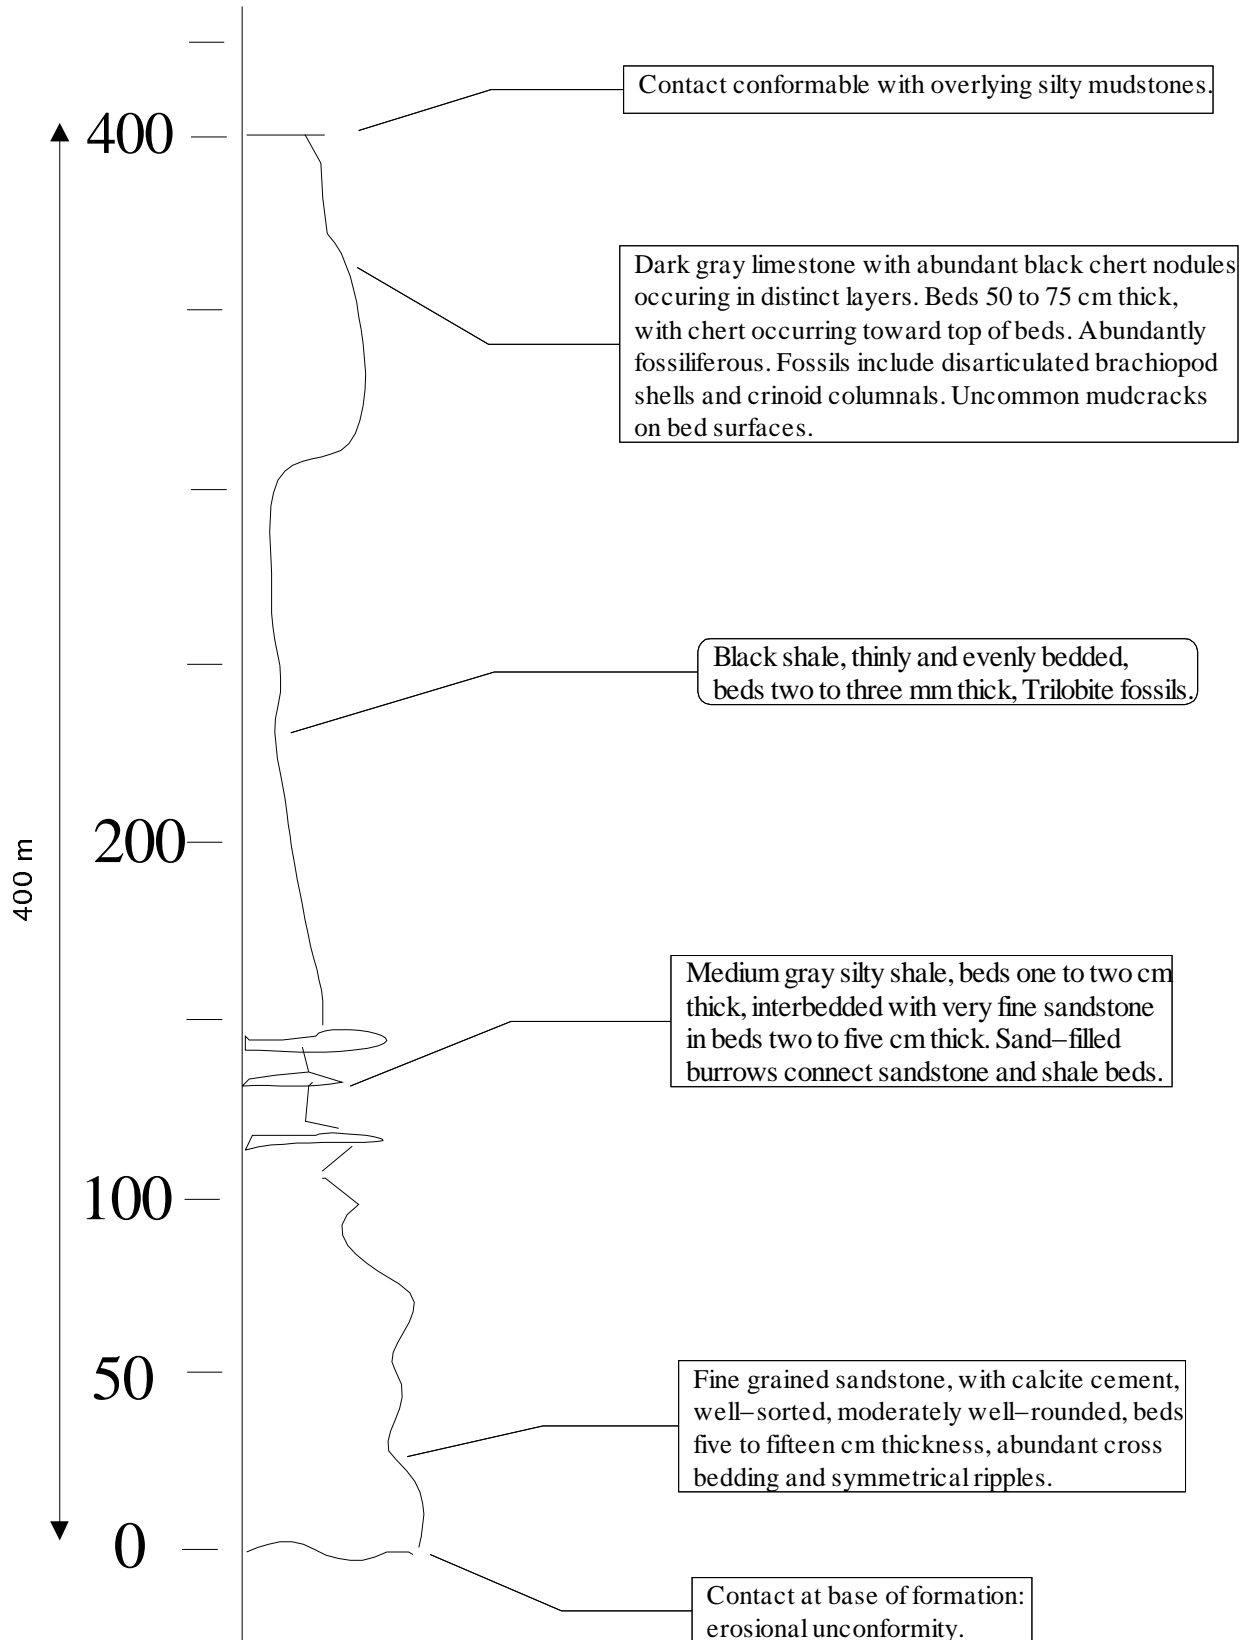 Contact conformable with overlying silty mudstones.
400
Dark gray limestone with abundant black chert nodules
occuring in distinct layers. Beds 50 to 75 cm thick,
with chert occurring toward top of beds. Abundantly
fossiliferous. Fossils include disarticulated brachiopod
shells and crinoid columnals. Uncommon mudcracks
on bed surfaces.
Black shale, thinly and evenly bedded,
beds two to three mm thick, Trilobite fossils.
200
400 m
Medium gray silty shale, beds one to two cm
thick, interbedded with very fine sandstone
in beds two to five cm thick. Sand–filled
burrows connect sandstone and shale beds.
100
50
Fine grained sandstone, with calcite cement,
well–sorted, moderately well–rounded, beds
five to fifteen cm thickness, abundant cross
bedding and symmetrical ripples.
0
Contact at base of formation:
erosional unconformity.